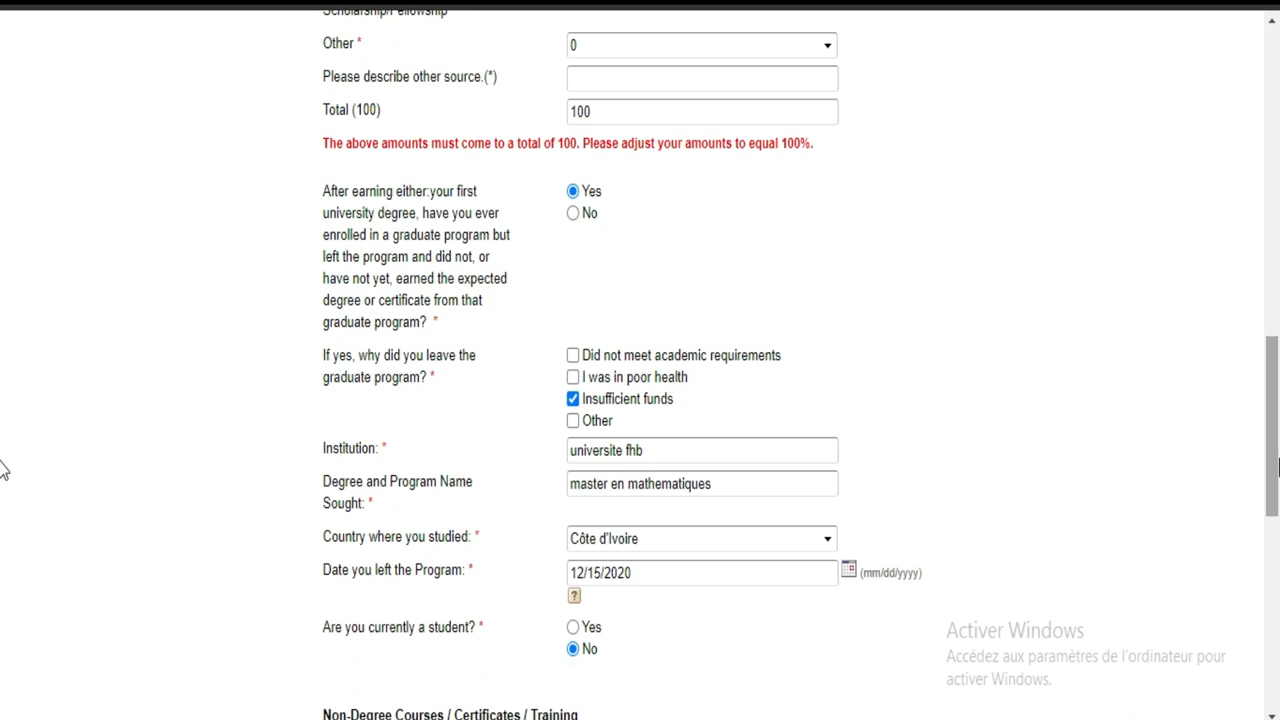 Scholarship/Fellowship
Other *
0
Please describe other source.(*)
Total (100)
100
The above amounts must come to a total of 100. Please adjust your amounts to equal 100%.
After earning either:your first
university degree, have you ever
enrolled in a graduate program but
left the program and did not, or
have not yet, earned the expected
degree or certificate from that
graduate program? *
Yes
No
If yes, why did you leave the
graduate program? *
Did not meet academic requirements
I was in poor health
Insufficient funds
Other
Institution: *
universite fhb
Degree and Program Name
Sought: *
master en mathematiques
Country where you studied: *
Côte d'Ivoire
Date you left the Program: *
12/15/2020
(mm/dd/yyyy)
?
Are you currently a student? *
Yes
No
Activer Windows
Accédez aux paramètres de l'ordinateur pour
activer Windows.
Non-Degree Courses / Certificates / Training